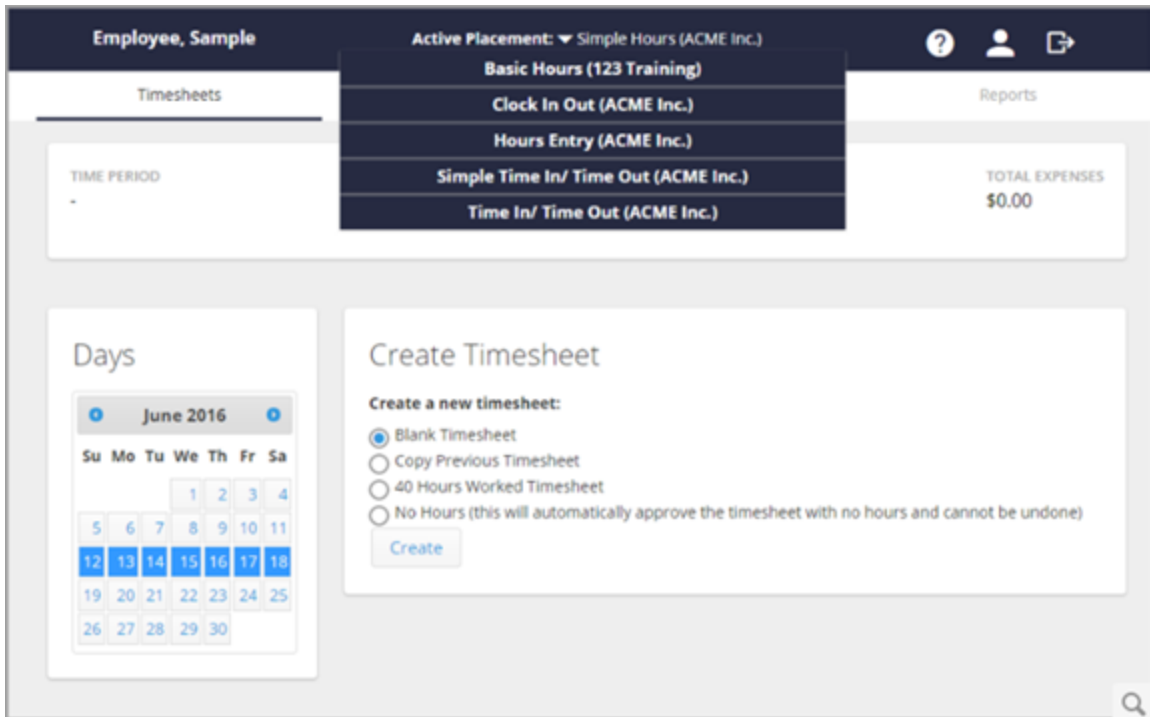 Employee, Sample
Active Placement: Simple Hours (ACME Inc.)
?
Basic Hours (123 Training)
Clock In Out (ACME Inc.)
Hours Entry (ACME Inc.)
Simple Time In/ Time Out (ACME Inc.)
Time In/ Time Out (ACME Inc.)
Timesheets
Reports
TIME PERIOD
-
TOTAL EXPENSES
$0.00
Days
June 2016
Su Mo Tu We Th Fr Sa
1 2 3 4
5 6 7 8 9 10 11
12 13 14 15 16 17 18
19 20 21 22 23 24 25
26 27 28 29 30
Create Timesheet
Create a new timesheet:
Blank Timesheet
Copy Previous Timesheet
40 Hours Worked Timesheet
No Hours (this will automatically approve the timesheet with no hours and cannot be undone)
Create